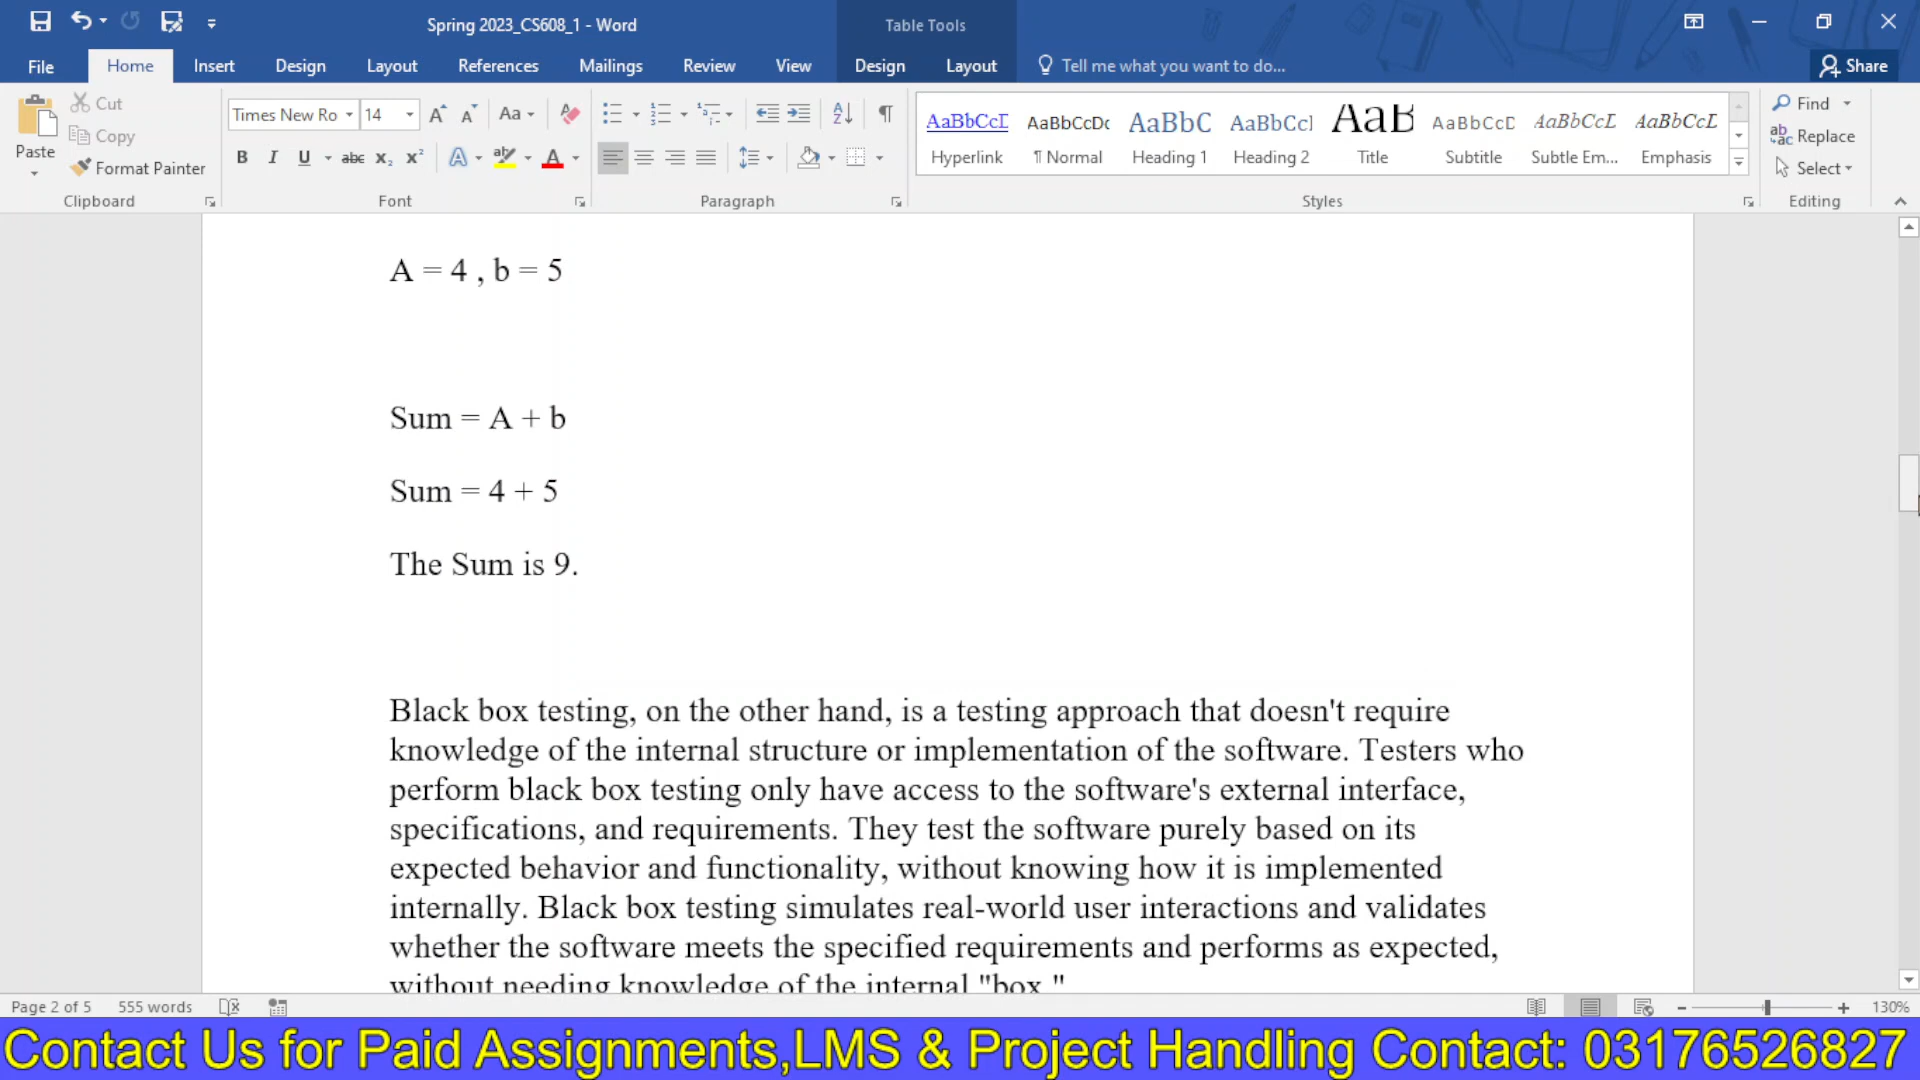 Spring 2023_CS608_1 - Word
Table Tools
File
Home
Insert
Design
Layout
References
Mailings
Review
View
Design
Layout
Tell me what you want to do...
Share
Paste
Cut
Copy
Format Painter
Clipboard
Times New Ro
14
Aa
B I U abc X₂ X²
Font
Paragraph
AaBbCcD Hyperlink
AaBbCcDc ¶ Normal
AaBbC Heading 1
AaBbCcl Heading 2
AaB Title
AaBbCcD Subtitle
AaBbCcL Subtle Em...
AaBbCcL Emphasis
Styles
Find
Replace
Select
Editing
A = 4 , b = 5
Sum = A + b
Sum = 4 + 5
The Sum is 9.
Black box testing, on the other hand, is a testing approach that doesn't require
knowledge of the internal structure or implementation of the software. Testers who
perform black box testing only have access to the software's external interface,
specifications, and requirements. They test the software purely based on its
expected behavior and functionality, without knowing how it is implemented
internally. Black box testing simulates real-world user interactions and validates
whether the software meets the specified requirements and performs as expected,
without needing knowledge of the internal "box."
Page 2 of 5
555 words
130%
Contact Us for Paid Assignments,LMS & Project Handling Contact: 03176526827